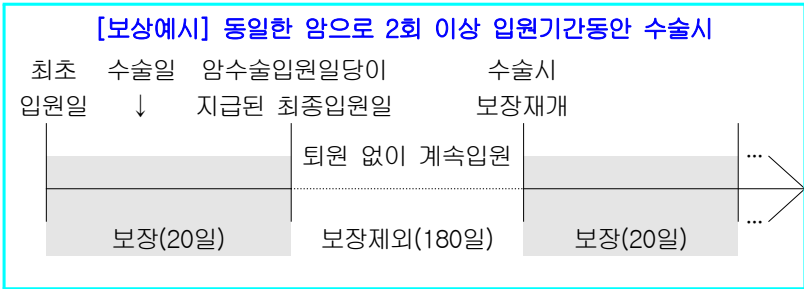 [보상예시] 동일한 암으로 2회 이상 입원기간동안 수술시
최초 수술일 암수술입원일당이 수술시
입원일 ↓ 지급된 최종입원일 보장재개
퇴원 없이 계속입원 ...
...
보장(20일) 보장제외(180일) 보장(20일)